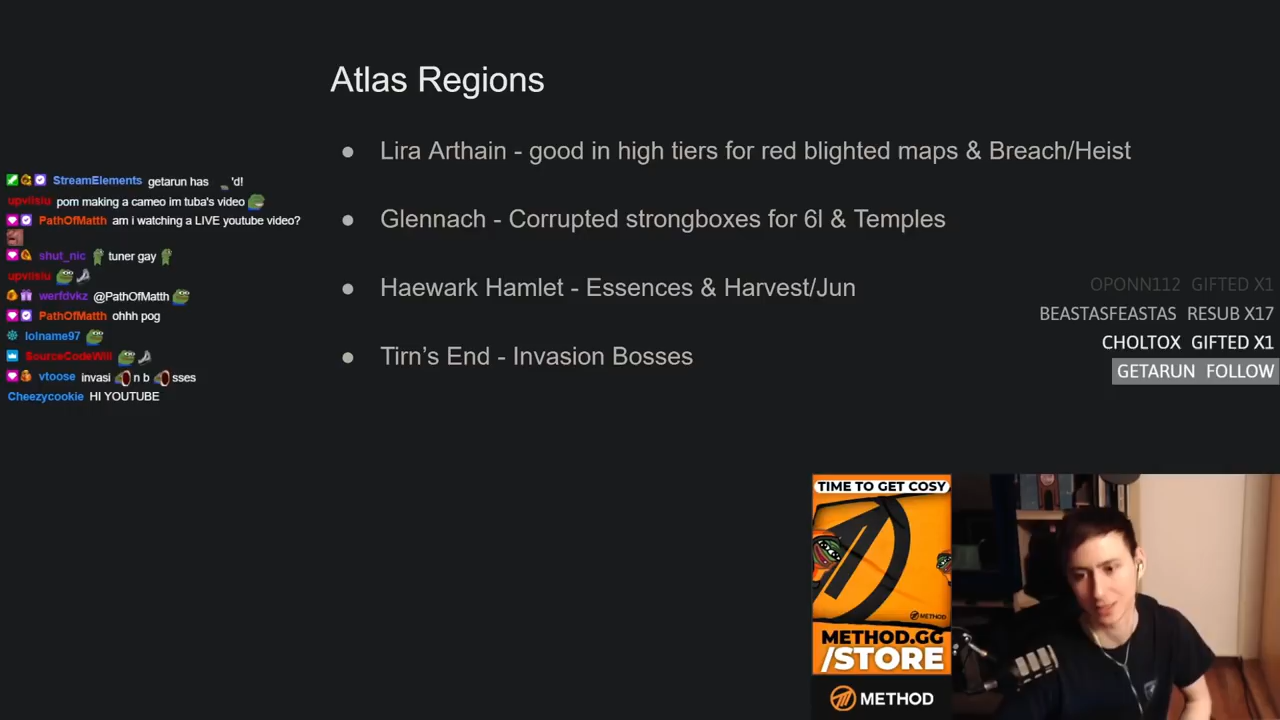 Atlas Regions
● Lira Arthain - good in high tiers for red blighted maps & Breach/Heist
● Glennach - Corrupted strongboxes for 6l & Temples
● Haewark Hamlet - Essences & Harvest/Jun
● Tirn’s End - Invasion Bosses
StreamElements getarun has 'd!
upvlisiu pom making a cameo im tuba's video
PathOfMatth am i watching a LIVE youtube video?
shut_nic tuner gay
upvlisiu
werfdvkz @PathOfMatth
PathOfMatth ohhh pog
lolname97
SourceCodeWill
vtoose invasi n b sses
Cheezycookie HI YOUTUBE
OPONN112 GIFTED X1
BEASTASFEASTAS RESUB X17
CHOLTOX GIFTED X1
GETARUN FOLLOW
TIME TO GET COSY
METHOD
METHOD.GG
/STORE
METHOD